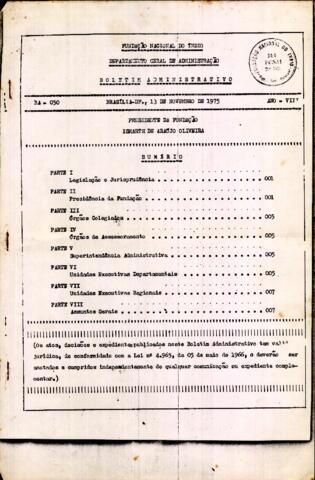 FUNDAÇÃO NACIONAL DO ÍNDIO
DEPARTAMENTO GERAL DE ADMINISTRAÇÃO
BOLETIM ADMINISTRATIVO
BA - 050 BRASÍLIA-DF., 13 DE NOVEMBRO DE 1975 ANO - VII
PRESIDENTE DA FUNDAÇÃO
ISMARTH DE ARAÚJO OLIVEIRA
SUMÁRIO
PARTE I
Legislação e Jurisprudência 001
PARTE II
Presidência da Fundação 001
PARTE III
Órgãos Colegiados 005
PARTE IV
Órgãos de Assessoramento 005
PARTE V
Superintendência Administrativa 005
PARTE VI
Unidades Executivas Departamentais 005
PARTE VII
Unidades Executivas Regionais 007
PARTE VIII
Assuntos Gerais 007
(Os atos, decisões e expedientes publicados neste Boletim Administrativo tem valor
jurídico, de conformidade com a Lei nº 4.965, de 05 de maio de 1966, e deverão ser
anotados e cumpridos independentemente de qualquer comunicação ou expediente comple-
mentar.)